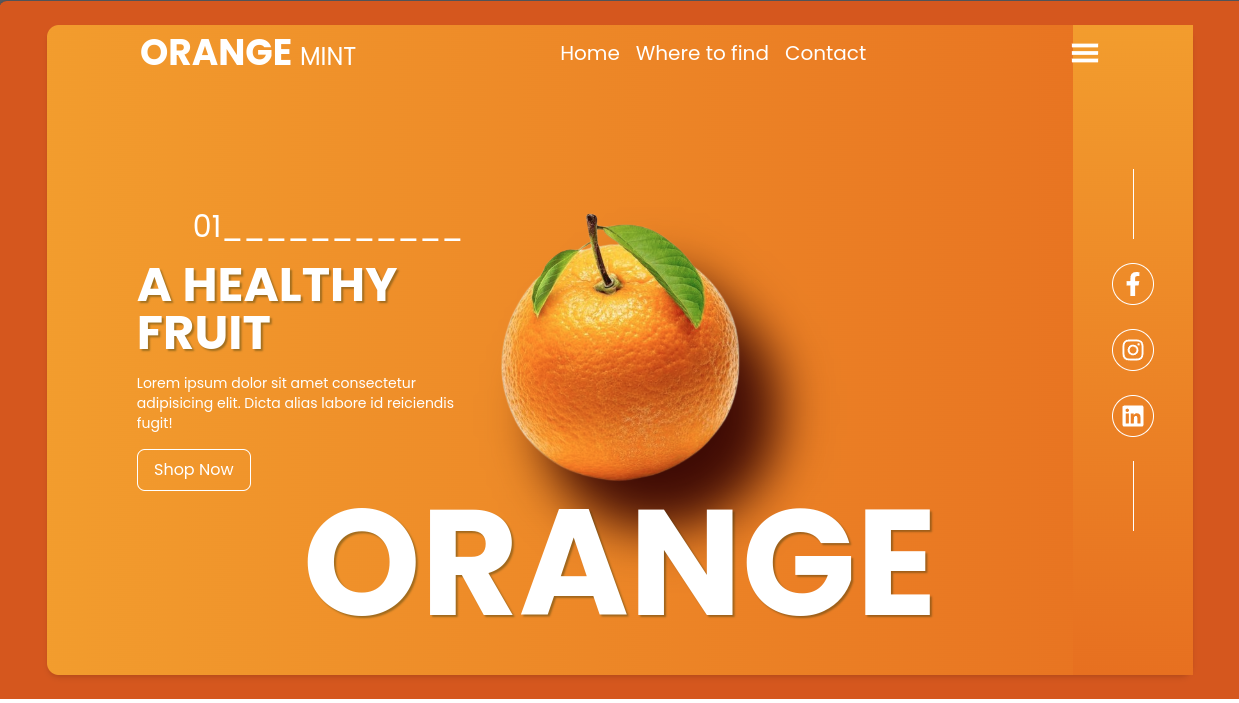 ORANGE MINT
Home Where to find Contact
01___________
A HEALTHY
FRUIT
Lorem ipsum dolor sit amet consectetur
adipisicing elit. Dicta alias labore id reiciendis
fugit!
Shop Now
ORANGE